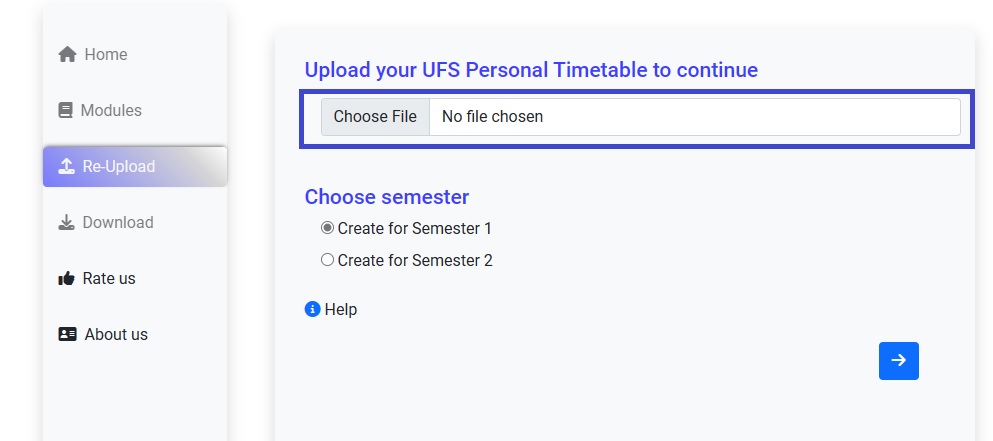 Home
Modules
Re-Upload
Download
Rate us
About us
Upload your UFS Personal Timetable to continue
Choose File No file chosen
Choose semester
Create for Semester 1
Create for Semester 2
Help